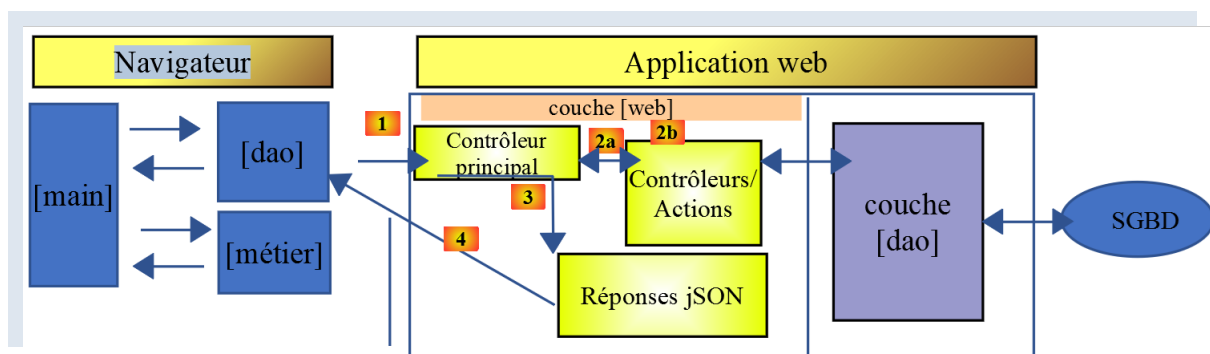 Navigateur
Application web
couche [web]
[main]
[dao]
[métier]
1
Contrôleur
principal
2a
2b
Contrôleurs/
Actions
3
4
Réponses jSON
couche
[dao]
SGBD